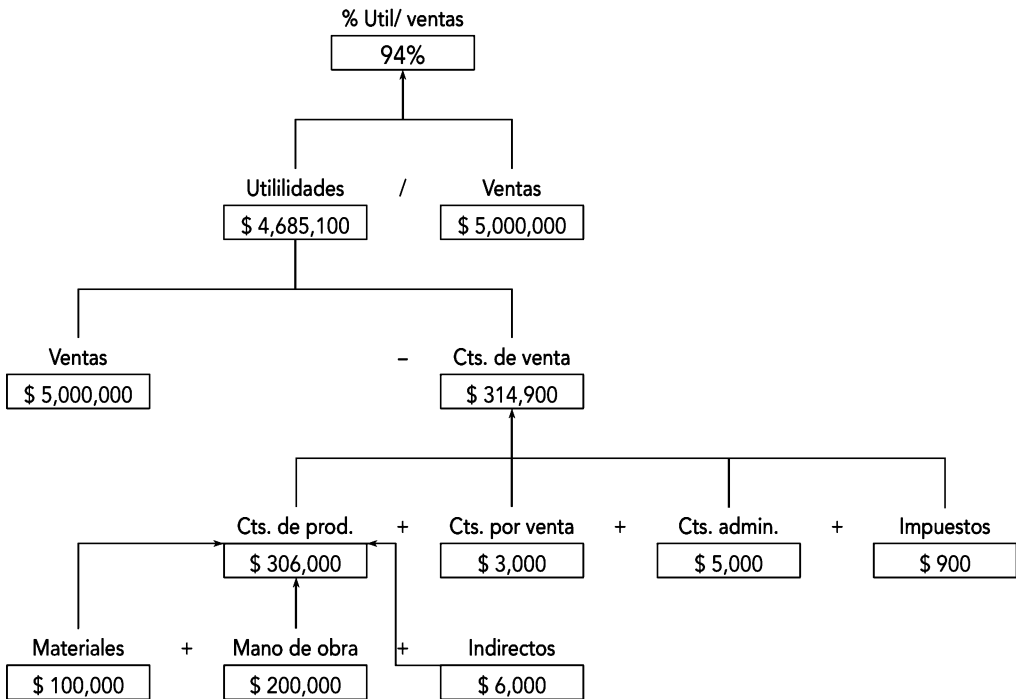 % Util/ ventas
94%
Utililidades / Ventas
$ 4,685,100 $ 5,000,000
Ventas – Cts. de venta
$ 5,000,000 $ 314,900
Cts. de prod. + Cts. por venta + Cts. admin. + Impuestos
$ 306,000 $ 3,000 $ 5,000 $ 900
Materiales + Mano de obra + Indirectos
$ 100,000 $ 200,000 $ 6,000